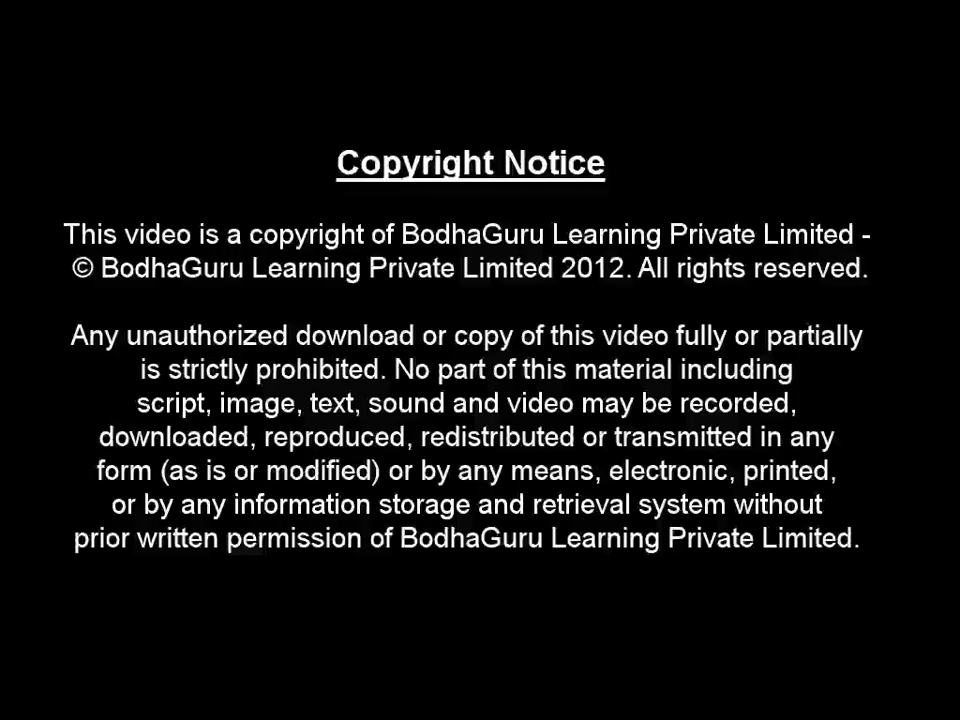 Copyright Notice
This video is a copyright of BodhaGuru Learning Private Limited -
© BodhaGuru Learning Private Limited 2012. All rights reserved.
Any unauthorized download or copy of this video fully or partially
is strictly prohibited. No part of this material including
script, image, text, sound and video may be recorded,
downloaded, reproduced, redistributed or transmitted in any
form (as is or modified) or by any means, electronic, printed,
or by any information storage and retrieval system without
prior written permission of BodhaGuru Learning Private Limited.